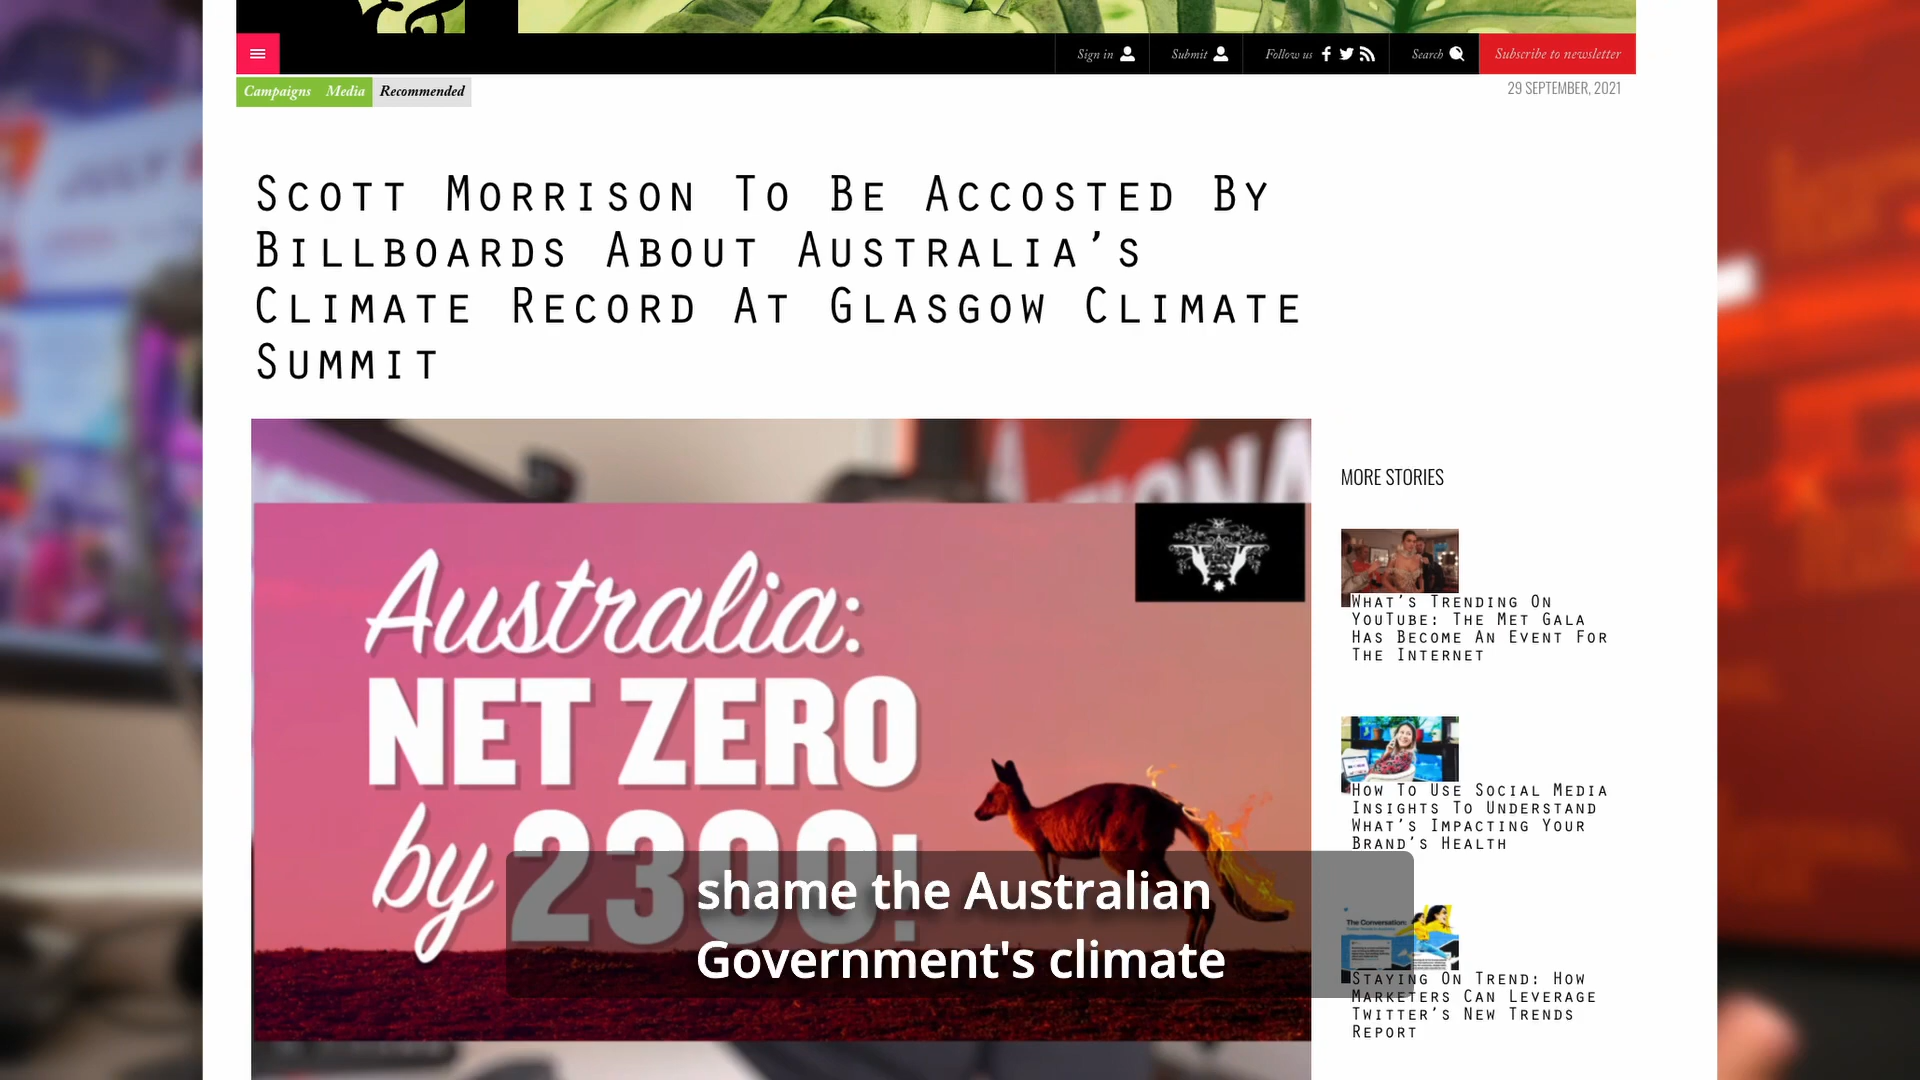 Sign in
Submit
Follow us
Search
Subscribe to newsletter
Campaigns
Media
Recommended
29 SEPTEMBER, 2021
SCOTT MORRISON TO BE ACCOSTED BY
BILLBOARDS ABOUT AUSTRALIA'S
CLIMATE RECORD AT GLASGOW CLIMATE
SUMMIT
Australia:
NET ZERO
by 2300!
MORE STORIES
WHAT'S TRENDING ON
YOUTUBE: THE MET GALA
HAS BECOME AN EVENT FOR
THE INTERNET
HOW TO USE SOCIAL MEDIA
INSIGHTS TO UNDERSTAND
WHAT'S IMPACTING YOUR
BRAND'S HEALTH
The Conversation:
STAYING ON TREND: HOW
MARKETERS CAN LEVERAGE
TWITTER'S NEW TRENDS
REPORT
shame the Australian
Government's climate